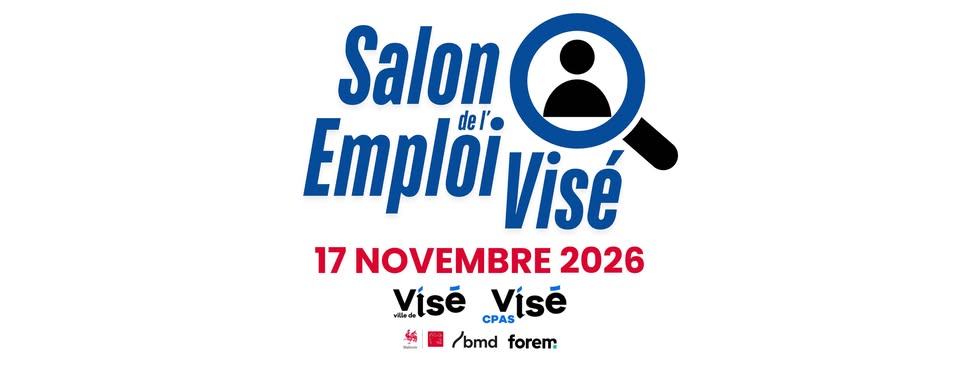 Salon
de l'
Emploi
Visé
17 NOVEMBRE 2026
ville de Visé
CPAS Visé
bmd
forem